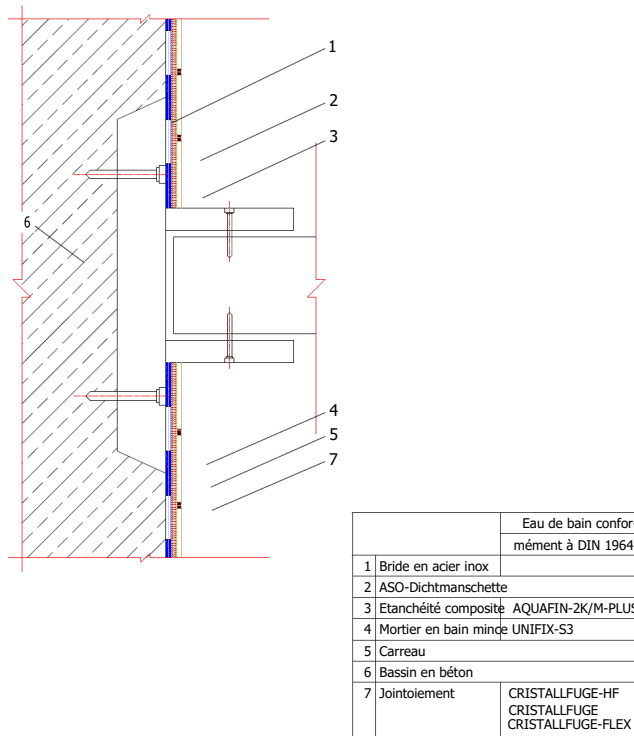 1
2
3
6
4
5
7
Eau de bain confor-
mément à DIN 1964
1 Bride en acier inox
2 ASO-Dichtmanschette
3 Etanchéité composite AQUAFIN-2K/M-PLUS
4 Mortier en bain mince UNIFIX-S3
5 Carreau
6 Bassin en béton
7 Jointoiement CRISTALLFUGE-HF
CRISTALLFUGE
CRISTALLFUGE-FLEX